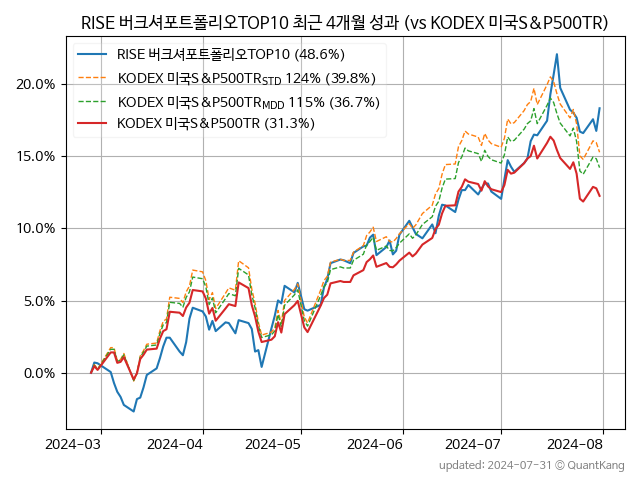 RISE 버크셔포트폴리오TOP10 최근 4개월 성과 (vs KODEX 미국S&P500TR)
RISE 버크셔포트폴리오TOP10 (48.6%)
KODEX 미국S&P500TR_STD 124% (39.8%)
KODEX 미국S&P500TR_MDD 115% (36.7%)
KODEX 미국S&P500TR (31.3%)
20.0%
15.0%
10.0%
5.0%
0.0%
2024-03 2024-04 2024-05 2024-06 2024-07 2024-08
updated: 2024-07-31 © QuantKang